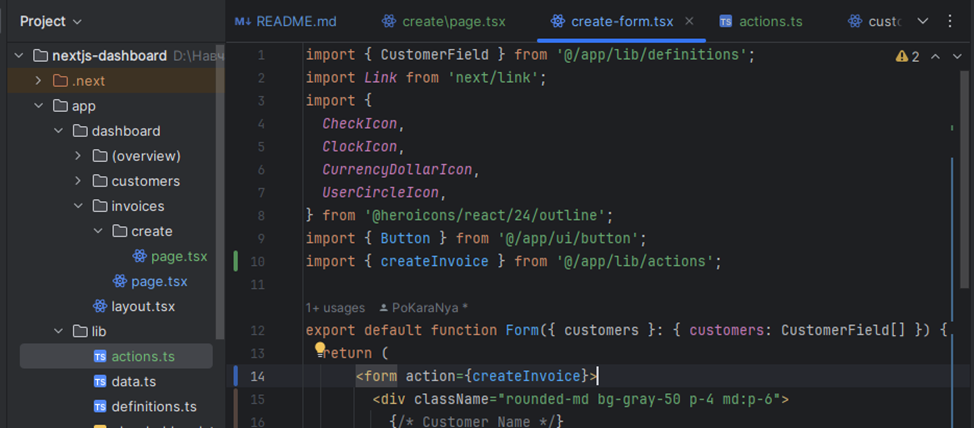 Project
README.md
create\page.tsx
create-form.tsx
actions.ts
nextjs-dashboard D:\Навч
.next
app
dashboard
(overview)
customers
invoices
create
page.tsx
page.tsx
layout.tsx
lib
TS actions.ts
TS data.ts
TS definitions.ts
2
1 import { CustomerField } from '@/app/lib/definitions';
2 import Link from 'next/link';
3 import {
4 CheckIcon,
5 ClockIcon,
6 CurrencyDollarIcon,
7 UserCircleIcon,
8 } from '@heroicons/react/24/outline';
9 import { Button } from '@/app/ui/button';
10 import { createInvoice } from '@/app/lib/actions';
11
1+ usages PoKaraNya *
12 export default function Form({ customers }: { customers: CustomerField[] }) {
13 return (
14 <form action={createInvoice}>
15 <div className="rounded-md bg-gray-50 p-4 md:p-6">
16 {/* Customer Name */}